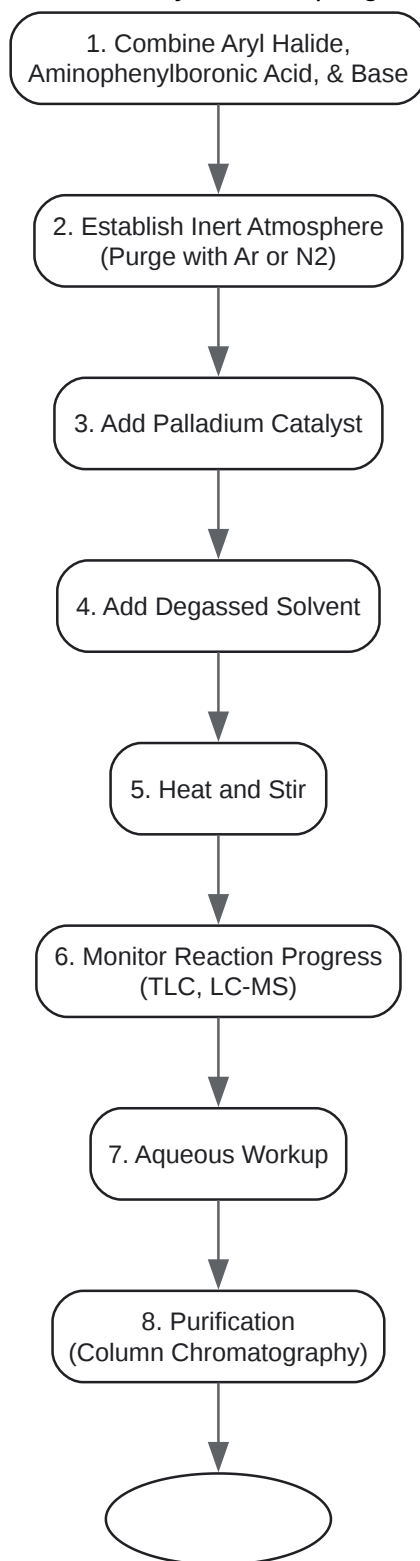 1. Combine Aryl Halide,
Aminophenylboronic Acid, & Base
2. Establish Inert Atmosphere
(Purge with Ar or N2)
3. Add Palladium Catalyst
4. Add Degassed Solvent
5. Heat and Stir
6. Monitor Reaction Progress
(TLC, LC-MS)
7. Aqueous Workup
8. Purification
(Column Chromatography)